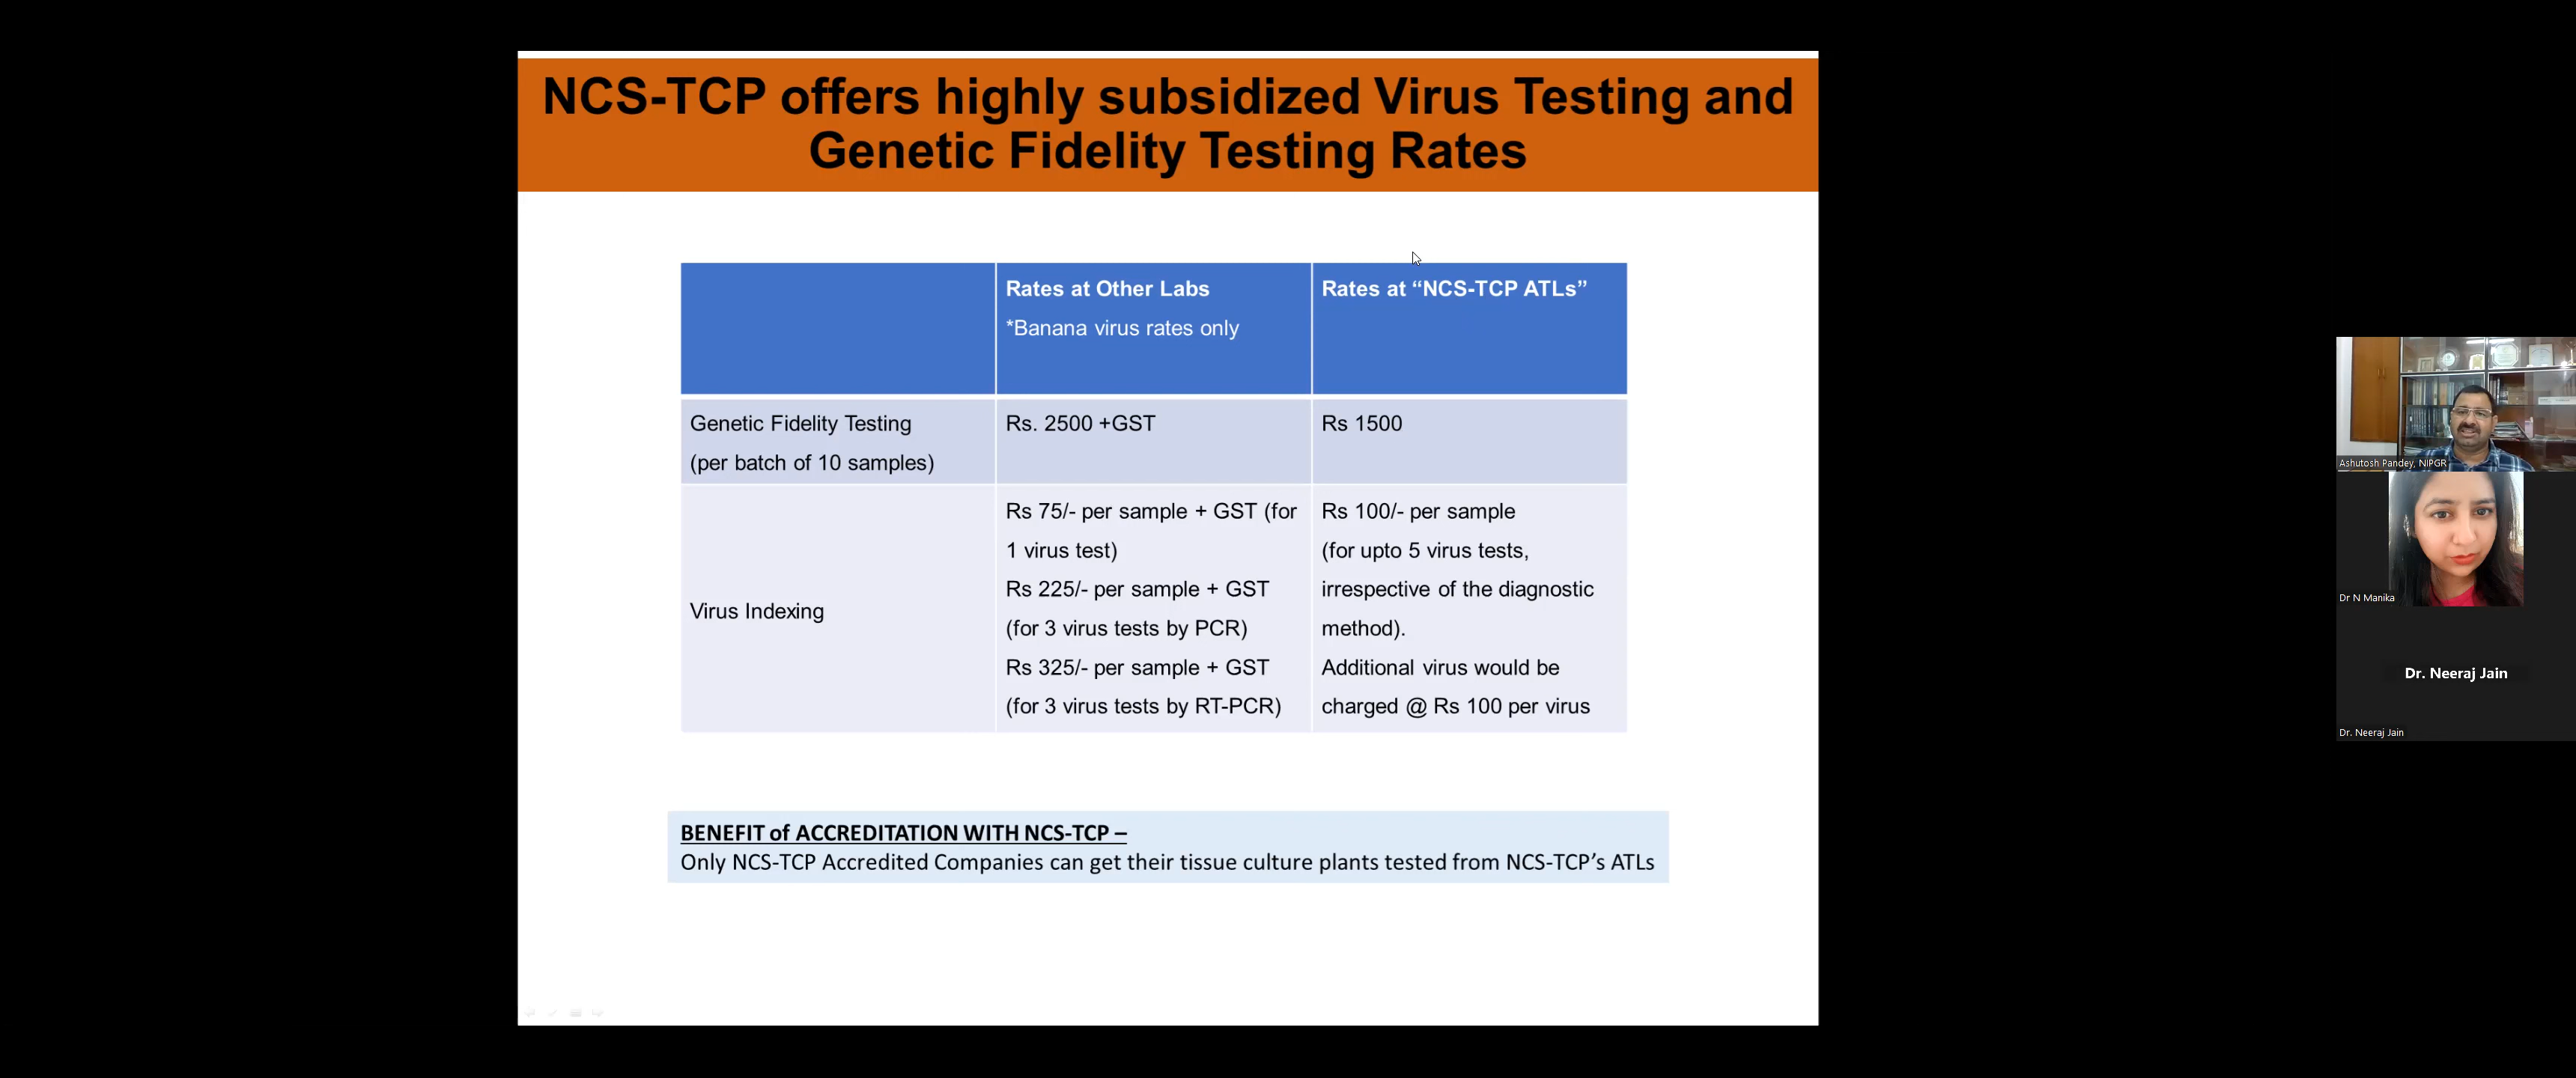 NCS-TCP offers highly subsidized Virus Testing and
Genetic Fidelity Testing Rates
Rates at Other Labs
*Banana virus rates only
Rates at “NCS-TCP ATLs”
Genetic Fidelity Testing
(per batch of 10 samples)
Rs. 2500 +GST
Rs 1500
Virus Indexing
Rs 75/- per sample + GST (for
1 virus test)
Rs 225/- per sample + GST
(for 3 virus tests by PCR)
Rs 325/- per sample + GST
(for 3 virus tests by RT-PCR)
Rs 100/- per sample
(for upto 5 virus tests,
irrespective of the diagnostic
method).
Additional virus would be
charged @ Rs 100 per virus
BENEFIT of ACCREDITATION WITH NCS-TCP –
Only NCS-TCP Accredited Companies can get their tissue culture plants tested from NCS-TCP’s ATLs
Ashutosh Pandey, NIPGR
Dr N Manika
Dr. Neeraj Jain
Dr. Neeraj Jain